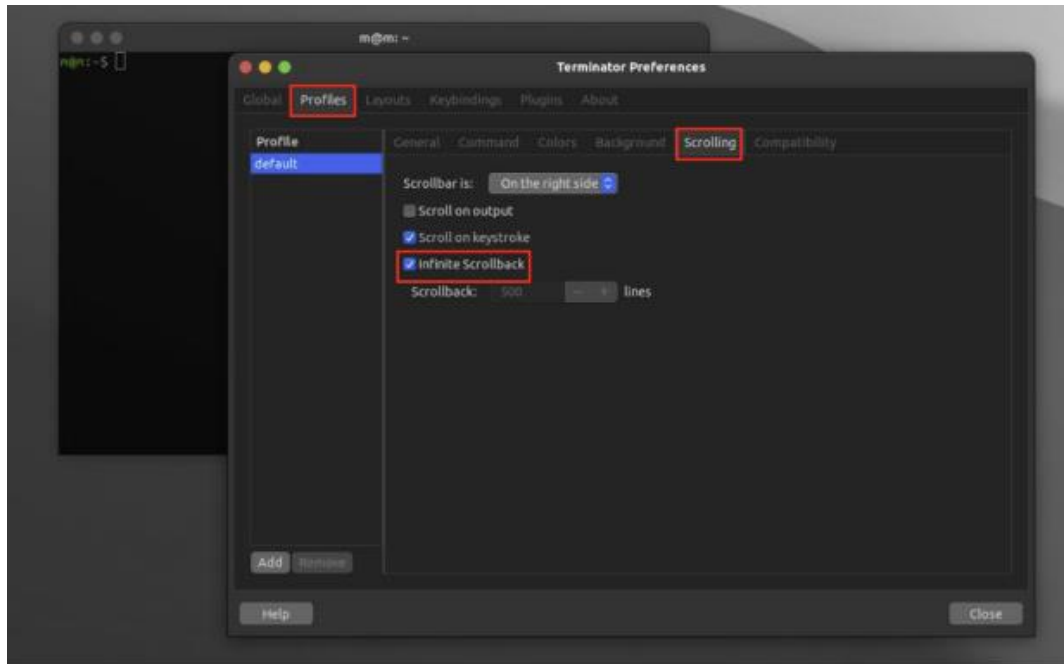 m@m: ~
m@m:~$
Terminator Preferences
Global Profiles Layouts Keybindings Plugins About
Profile
default
General Command Colors Background Scrolling Compatibility
Scrollbar is: On the right side
Scroll on output
Scroll on keystroke
Infinite Scrollback
Scrollback: 500 - + lines
Add Remove
Help Close